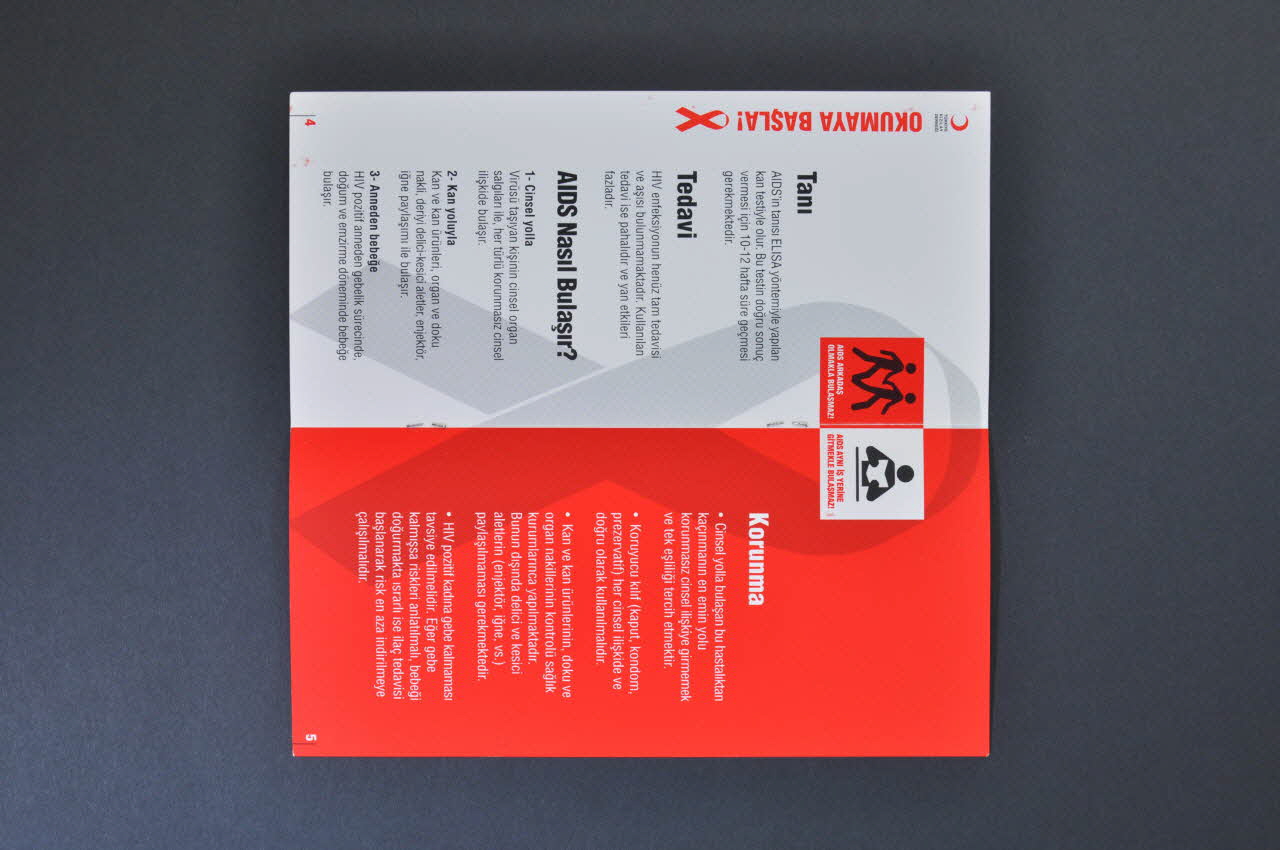 TÜRKİYE
KIZILAY
DERNEĞİ
OKUMAYA BAŞLA!
Tanı
AIDS'in tanısı ELISA yöntemiyle yapılan
kan testiyle olur. Bu testin doğru sonuç
vermesi için 10-12 hafta süre geçmesi
gerekmektedir.
Tedavi
HIV enfeksiyonun henüz tam tedavisi
ve aşısı bulunmamaktadır. Kullanılan
tedavi ise pahalıdır ve yan etkileri
fazladır.
AIDS Nasıl Bulaşır?
1- Cinsel yolla
Virüsü taşıyan kişinin cinsel organ
salgıları ile, her türlü korunmasız cinsel
ilişkide bulaşır.
2- Kan yoluyla
Kan ve kan ürünleri, organ ve doku
nakli, deriyi delici-kesici aletler, enjektör,
iğne paylaşımı ile bulaşır.
3- Anneden bebeğe
HIV pozitif anneden gebelik sürecinde,
doğum ve emzirme döneminde bebeğe
bulaşır.
4
AIDS ARKADAŞ
OLMAKLA BULAŞMAZ!
AIDS AYNI İŞ YERİNE
GİTMEKLE BULAŞMAZ!
Korunma
• Cinsel yolla bulaşan bu hastalıktan
kaçınmanın en emin yolu
korunmasız cinsel ilişkiye girmemek
ve tek eşliliği tercih etmektir.
• Koruyucu kılıf (kaput, kondom,
prezervatif) her cinsel ilişkide ve
doğru olarak kullanılmalıdır.
• Kan ve kan ürünlerinin, doku ve
organ nakillerinin kontrolü sağlık
kurumlarınca yapılmaktadır.
Bunun dışında delici ve kesici
aletlerin (enjektör, iğne, vs.)
paylaşılmaması gerekmektedir.
• HIV pozitif kadına gebe kalmaması
tavsiye edilmelidir. Eğer gebe
kalmışsa riskleri anlatılmalı, bebeği
doğurmakta ısrarlı ise ilaç tedavisi
başlanarak risk en aza indirilmeye
çalışılmalıdır.
5